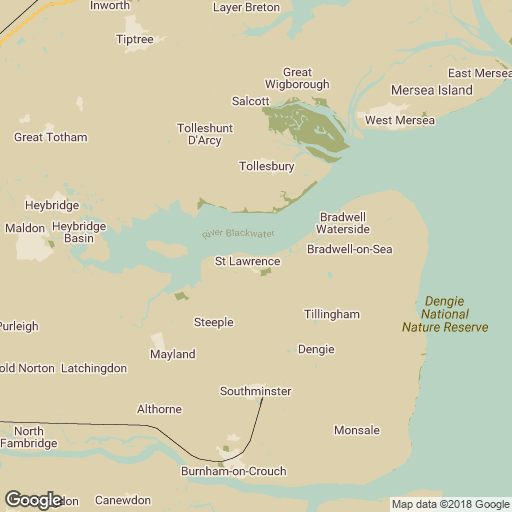 Inworth
Layer Breton
Tiptree
Great
Wigborough
East Mersea
Mersea Island
Salcott
West Mersea
Tolleshunt
D'Arcy
Great Totham
Tollesbury
Heybridge
Bradwell
Waterside
Maldon
Heybridge
Basin
River Blackwater
Bradwell-on-Sea
St Lawrence
Dengie
National
Nature Reserve
Tillingham
Steeple
Purleigh
Dengie
Mayland
old Norton
Latchingdon
Southminster
Althorne
North
Fambridge
Monsale
Burnham-on-Crouch
Google
don
Canewdon
Map data ©2018 Google